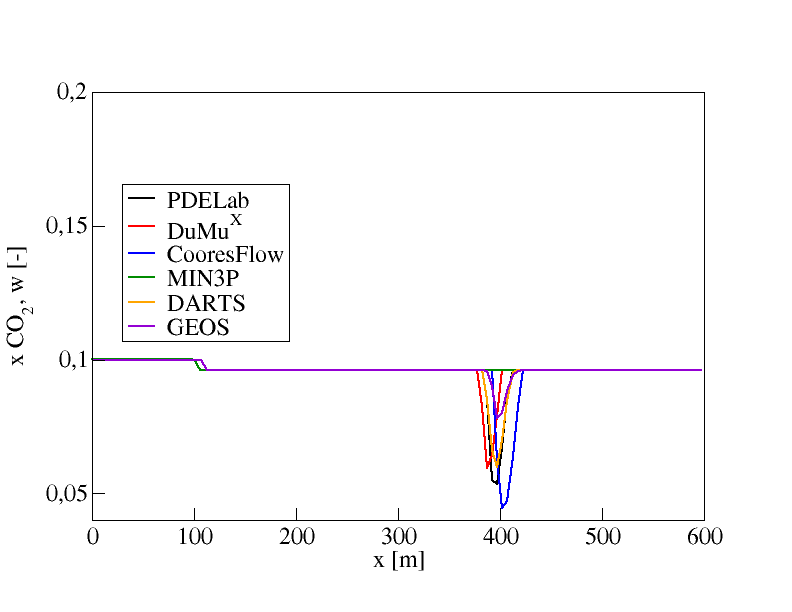 0,2
0,15
0,1
0,05
x CO2, w [-]
PDELab
DuMuX
CooresFlow
MIN3P
DARTS
GEOS
0 100 200 300 400 500 600
x [m]